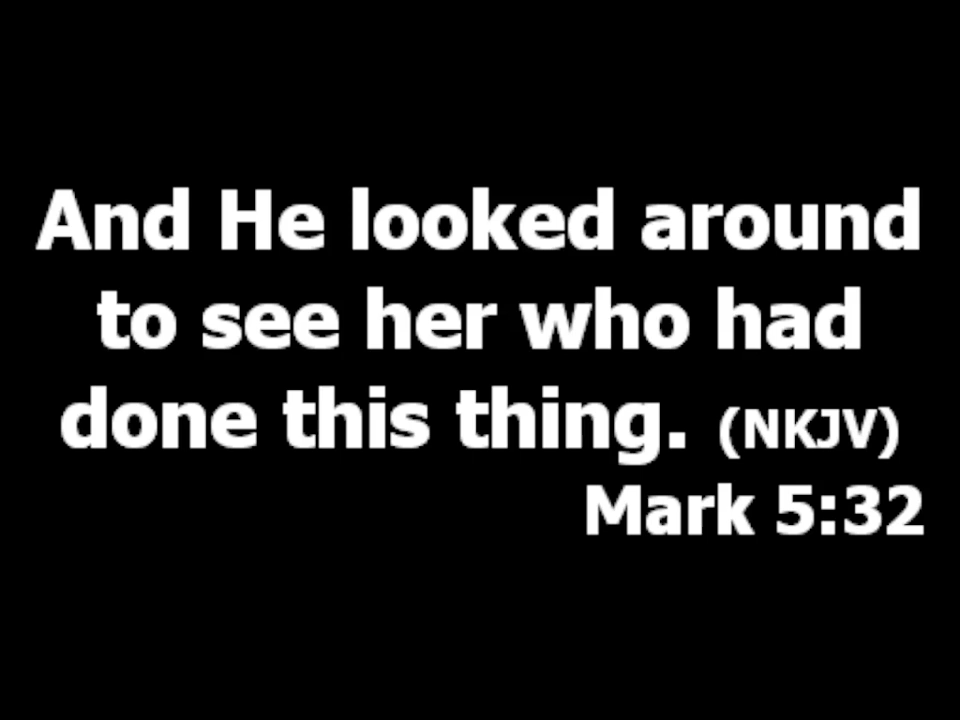 And He looked around
to see her who had
done this thing. (NKJV)
Mark 5:32